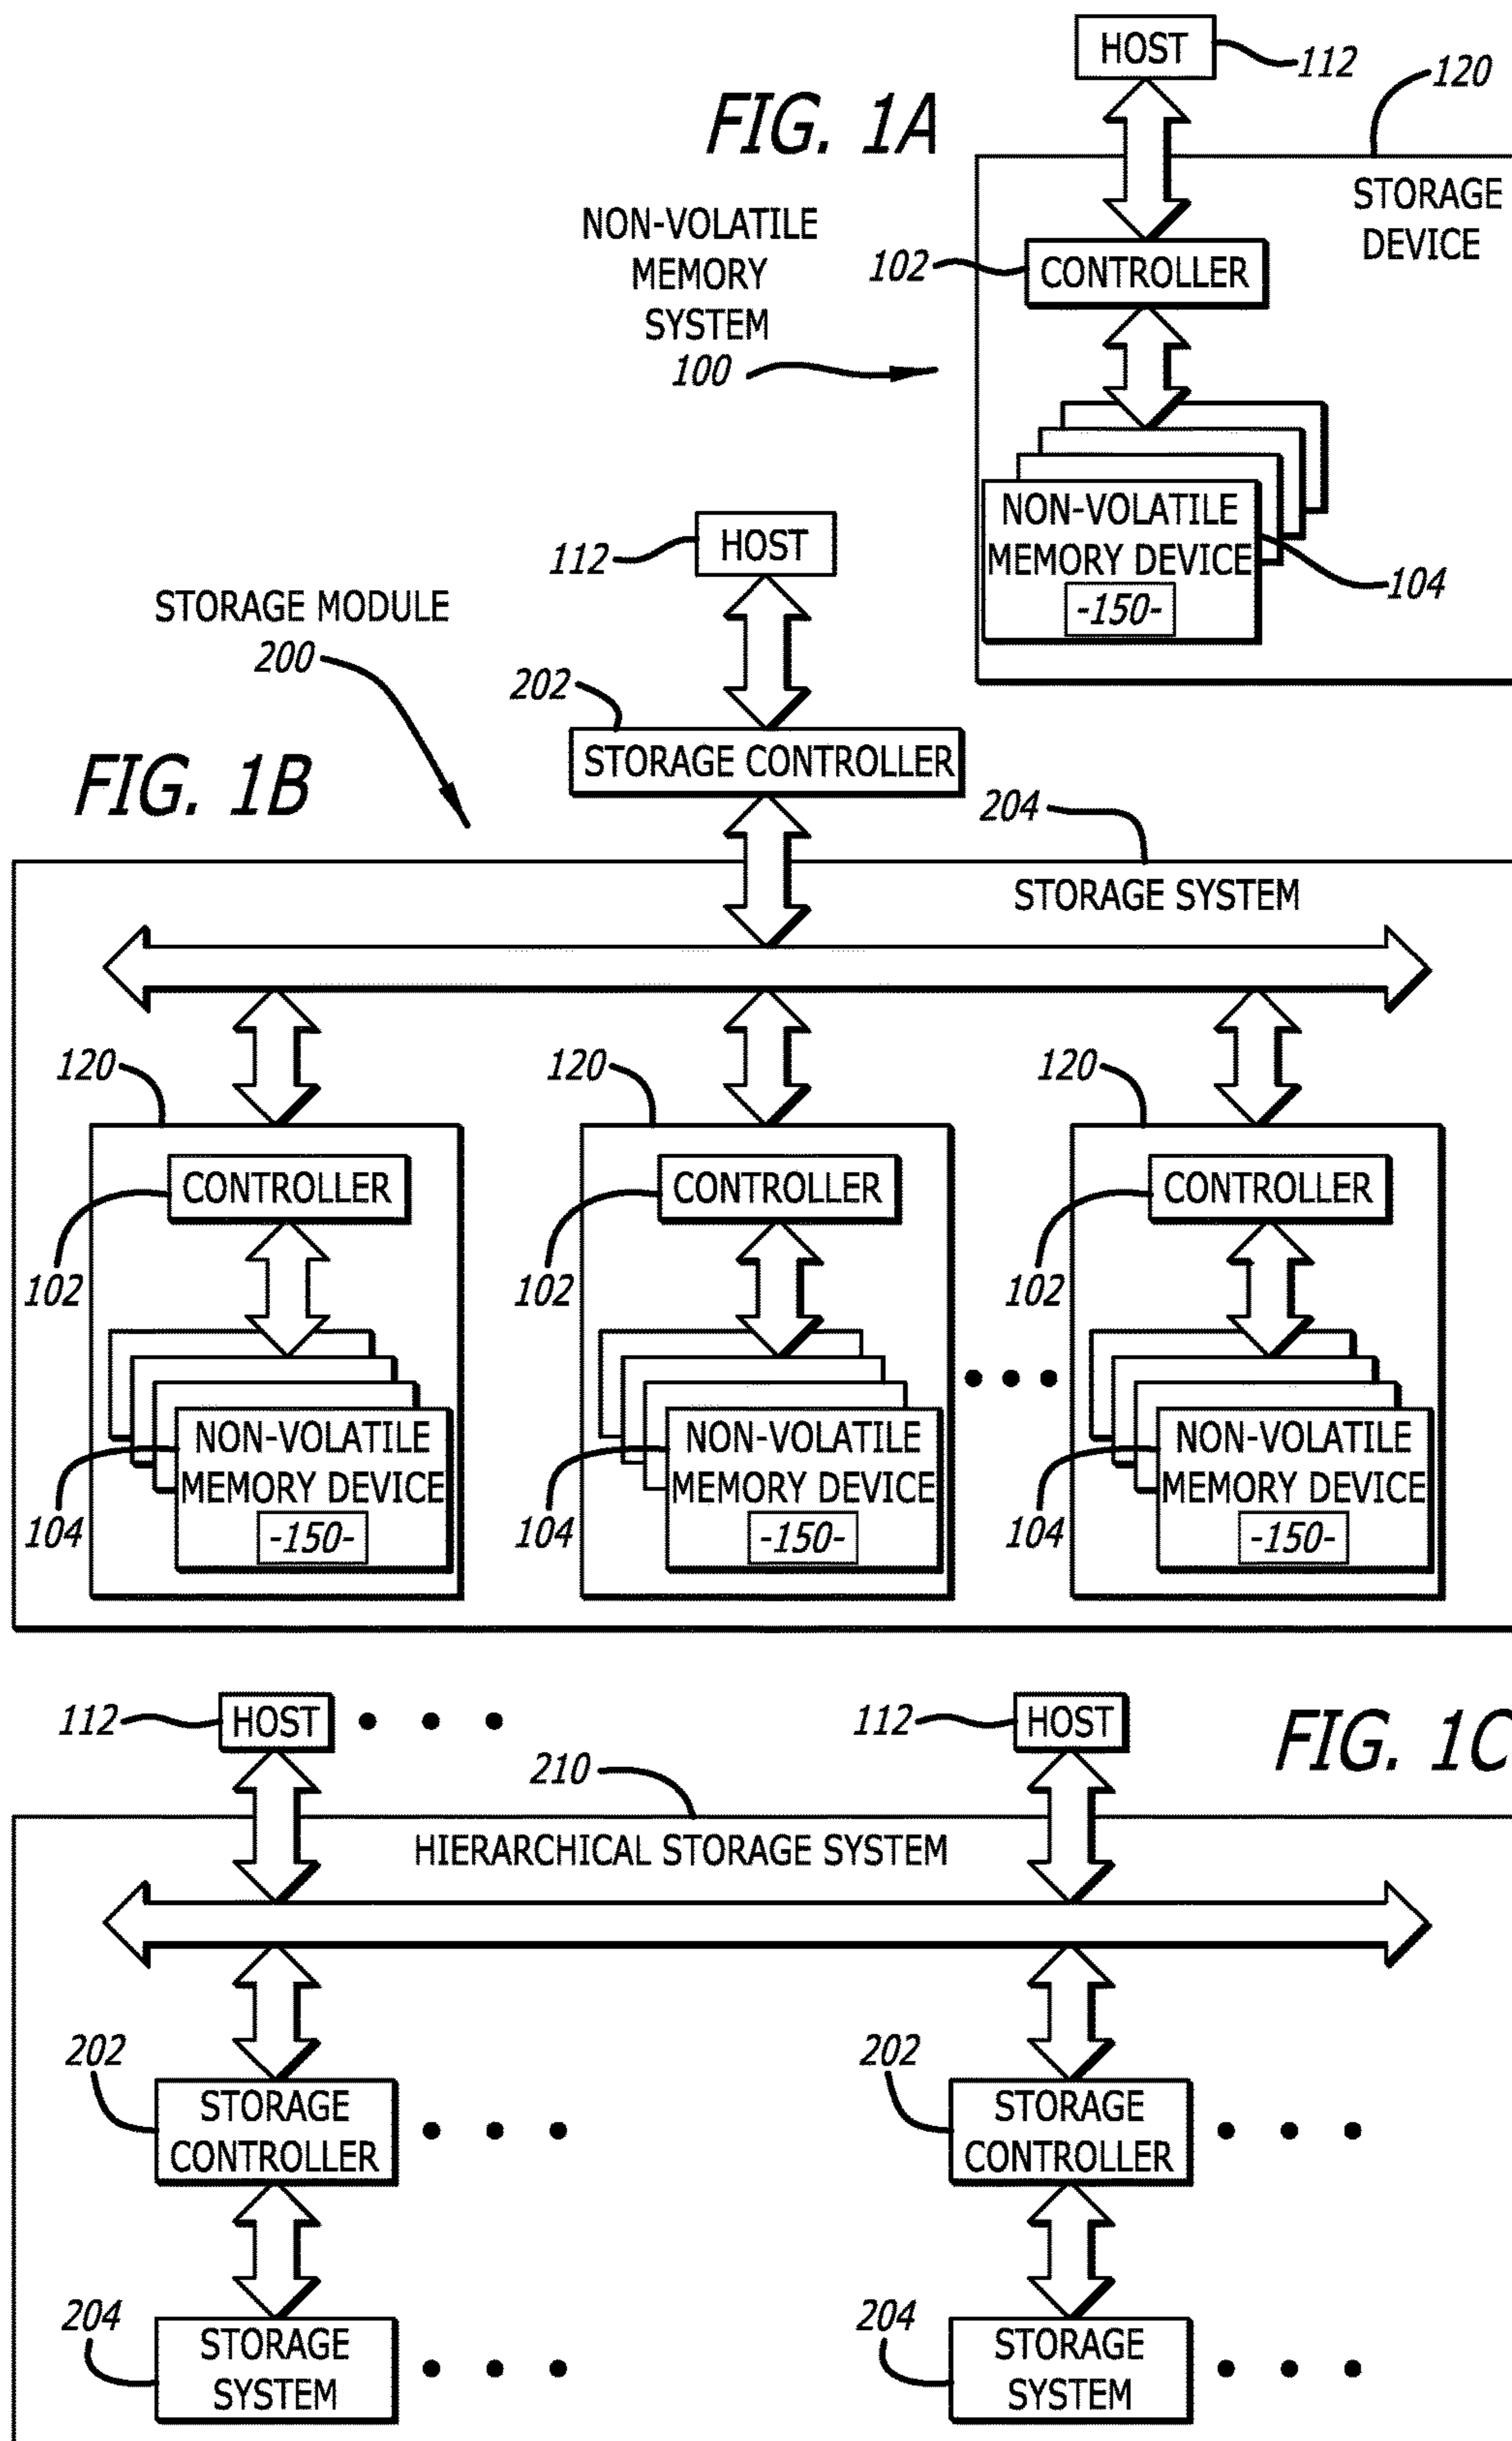 HOST
112
120
FIG. 1A
STORAGE
DEVICE
NON-VOLATILE
MEMORY
SYSTEM
100
102
CONTROLLER
NON-VOLATILE
MEMORY DEVICE
-150-
104
112
HOST
STORAGE MODULE
200
202
STORAGE CONTROLLER
FIG. 1B
204
STORAGE SYSTEM
120
120
120
CONTROLLER
CONTROLLER
CONTROLLER
102
102
102
NON-VOLATILE
MEMORY DEVICE
-150-
104
NON-VOLATILE
MEMORY DEVICE
-150-
104
NON-VOLATILE
MEMORY DEVICE
-150-
104
112
HOST
112
HOST
FIG. 1C
210
HIERARCHICAL STORAGE SYSTEM
202
STORAGE
CONTROLLER
202
STORAGE
CONTROLLER
204
STORAGE
SYSTEM
204
STORAGE
SYSTEM